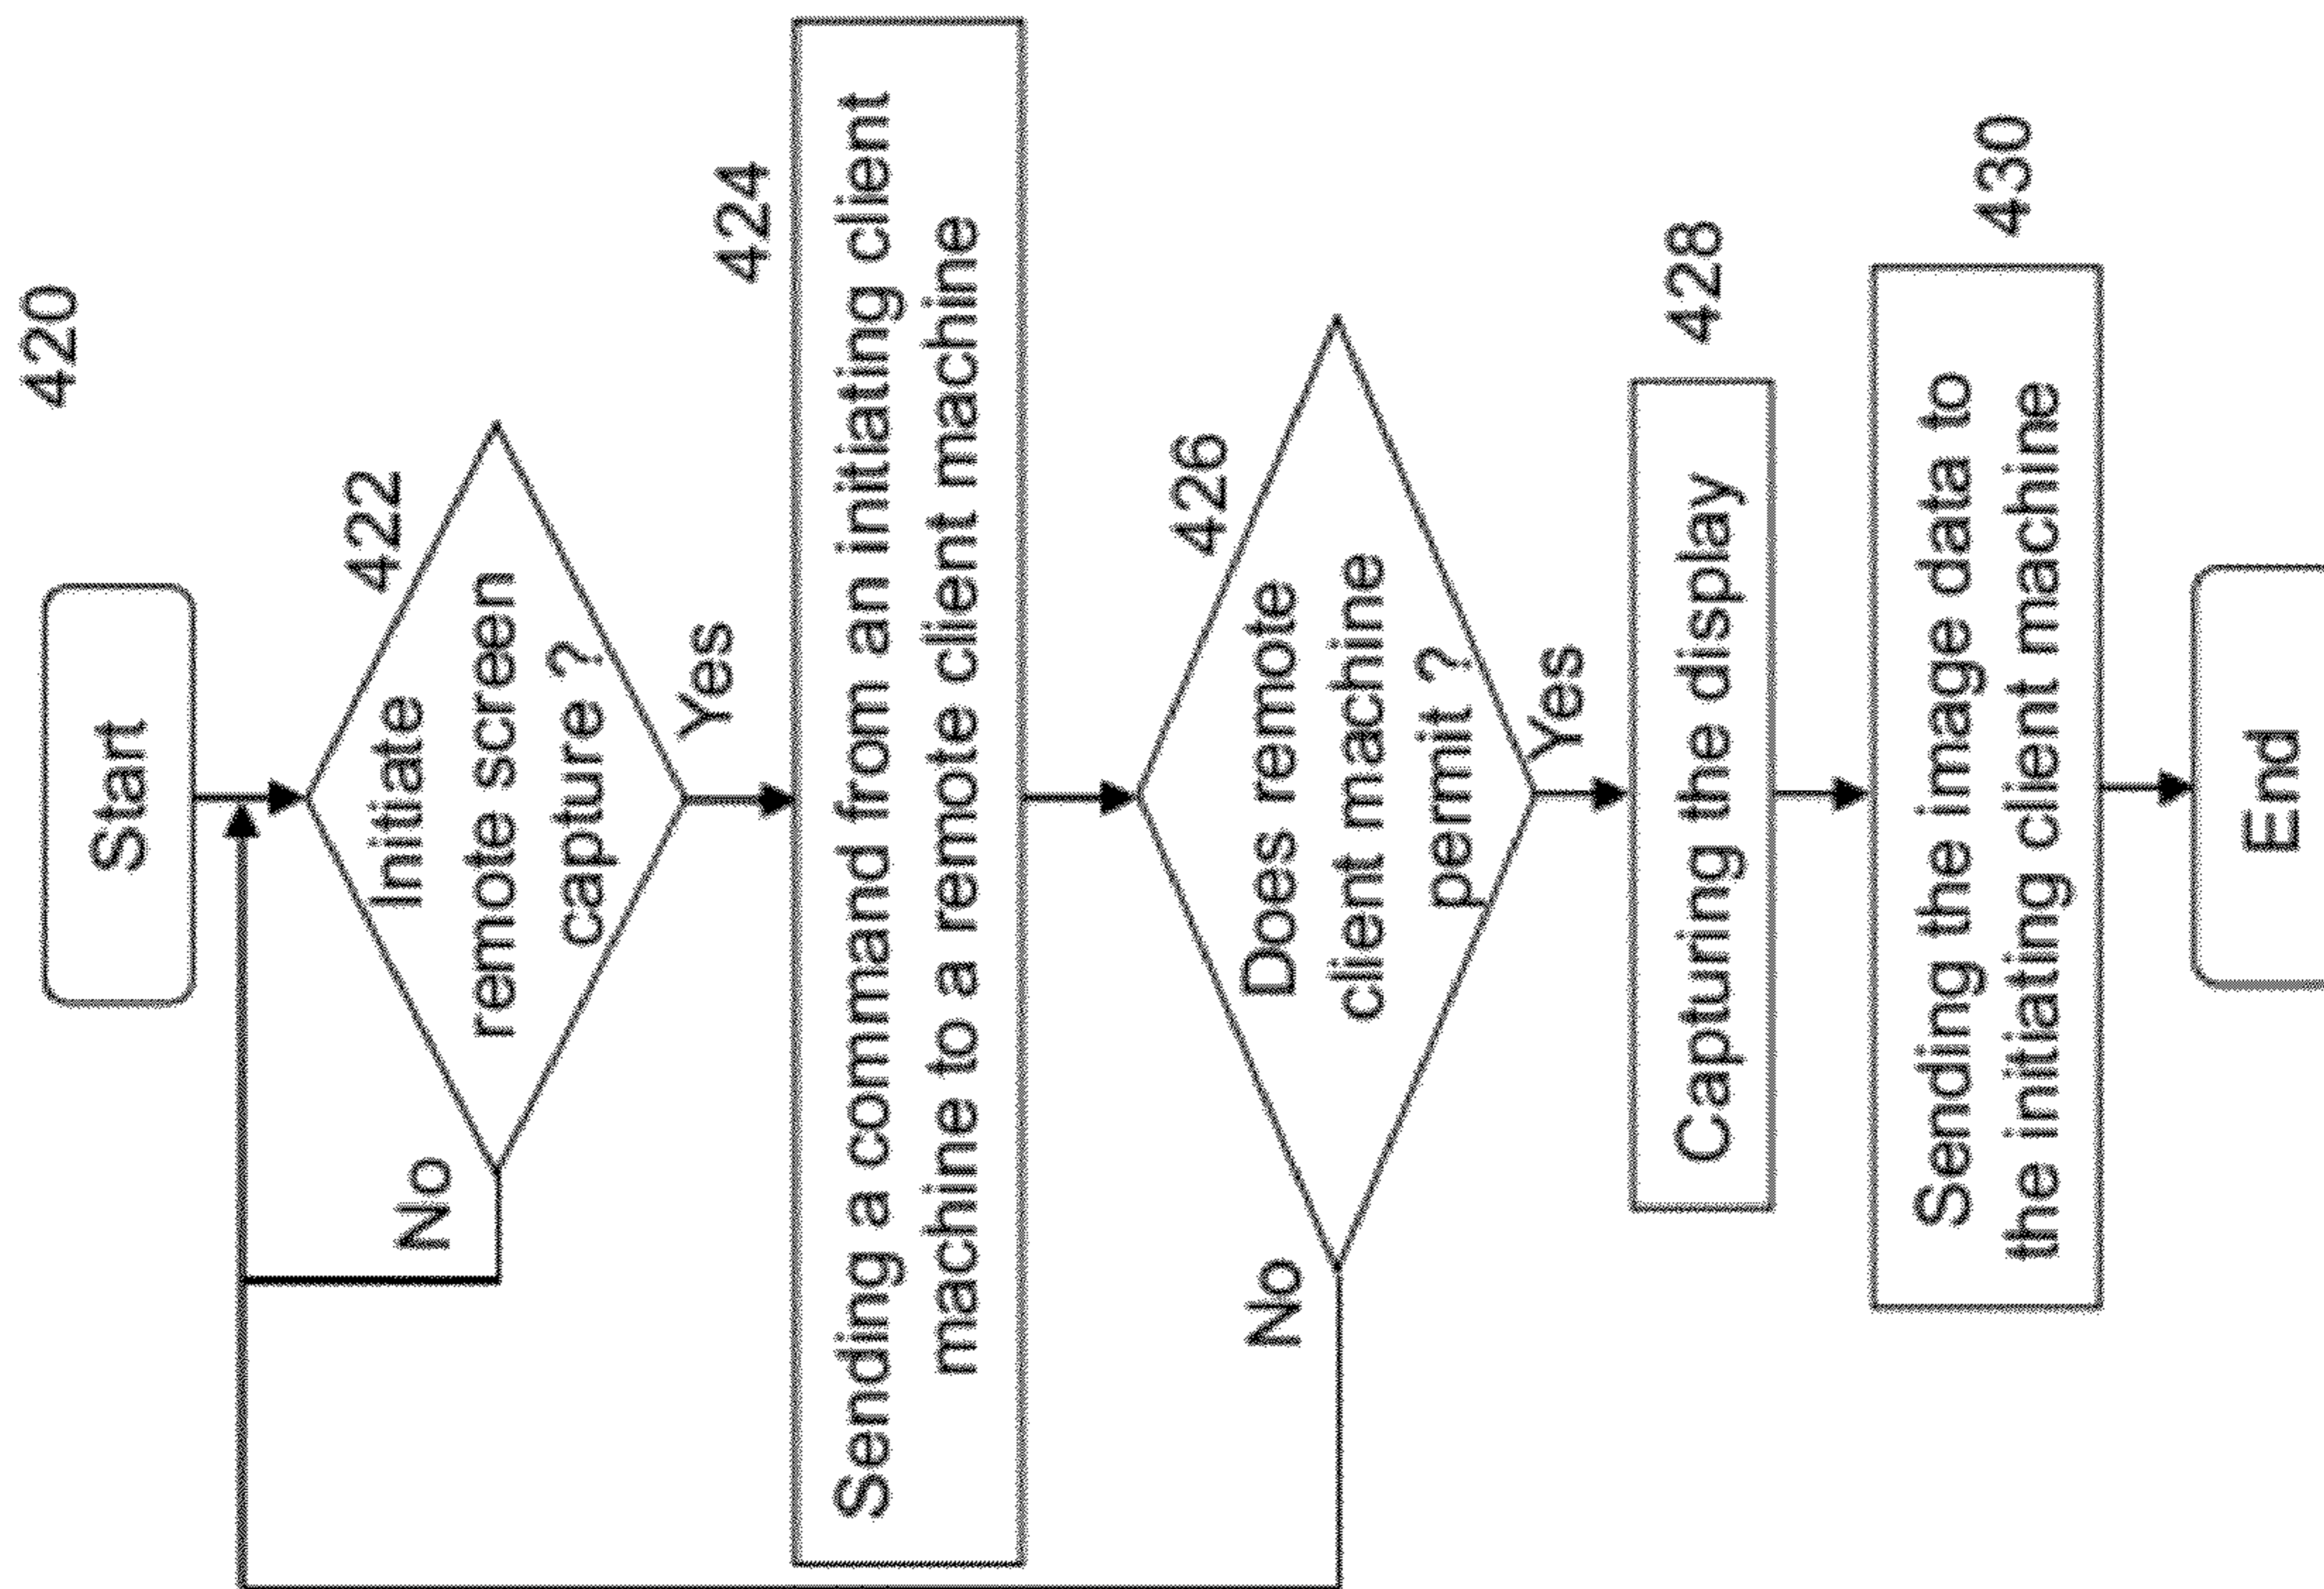 420
Start
422
Initiate
remote screen
capture ?
No
Yes
424
Sending a command from an initiating client
machine to a remote client machine
426
Does remote
client machine
permit ?
No
Yes
428
Capturing the display
Sending the image data to
the initiating client machine
430
End